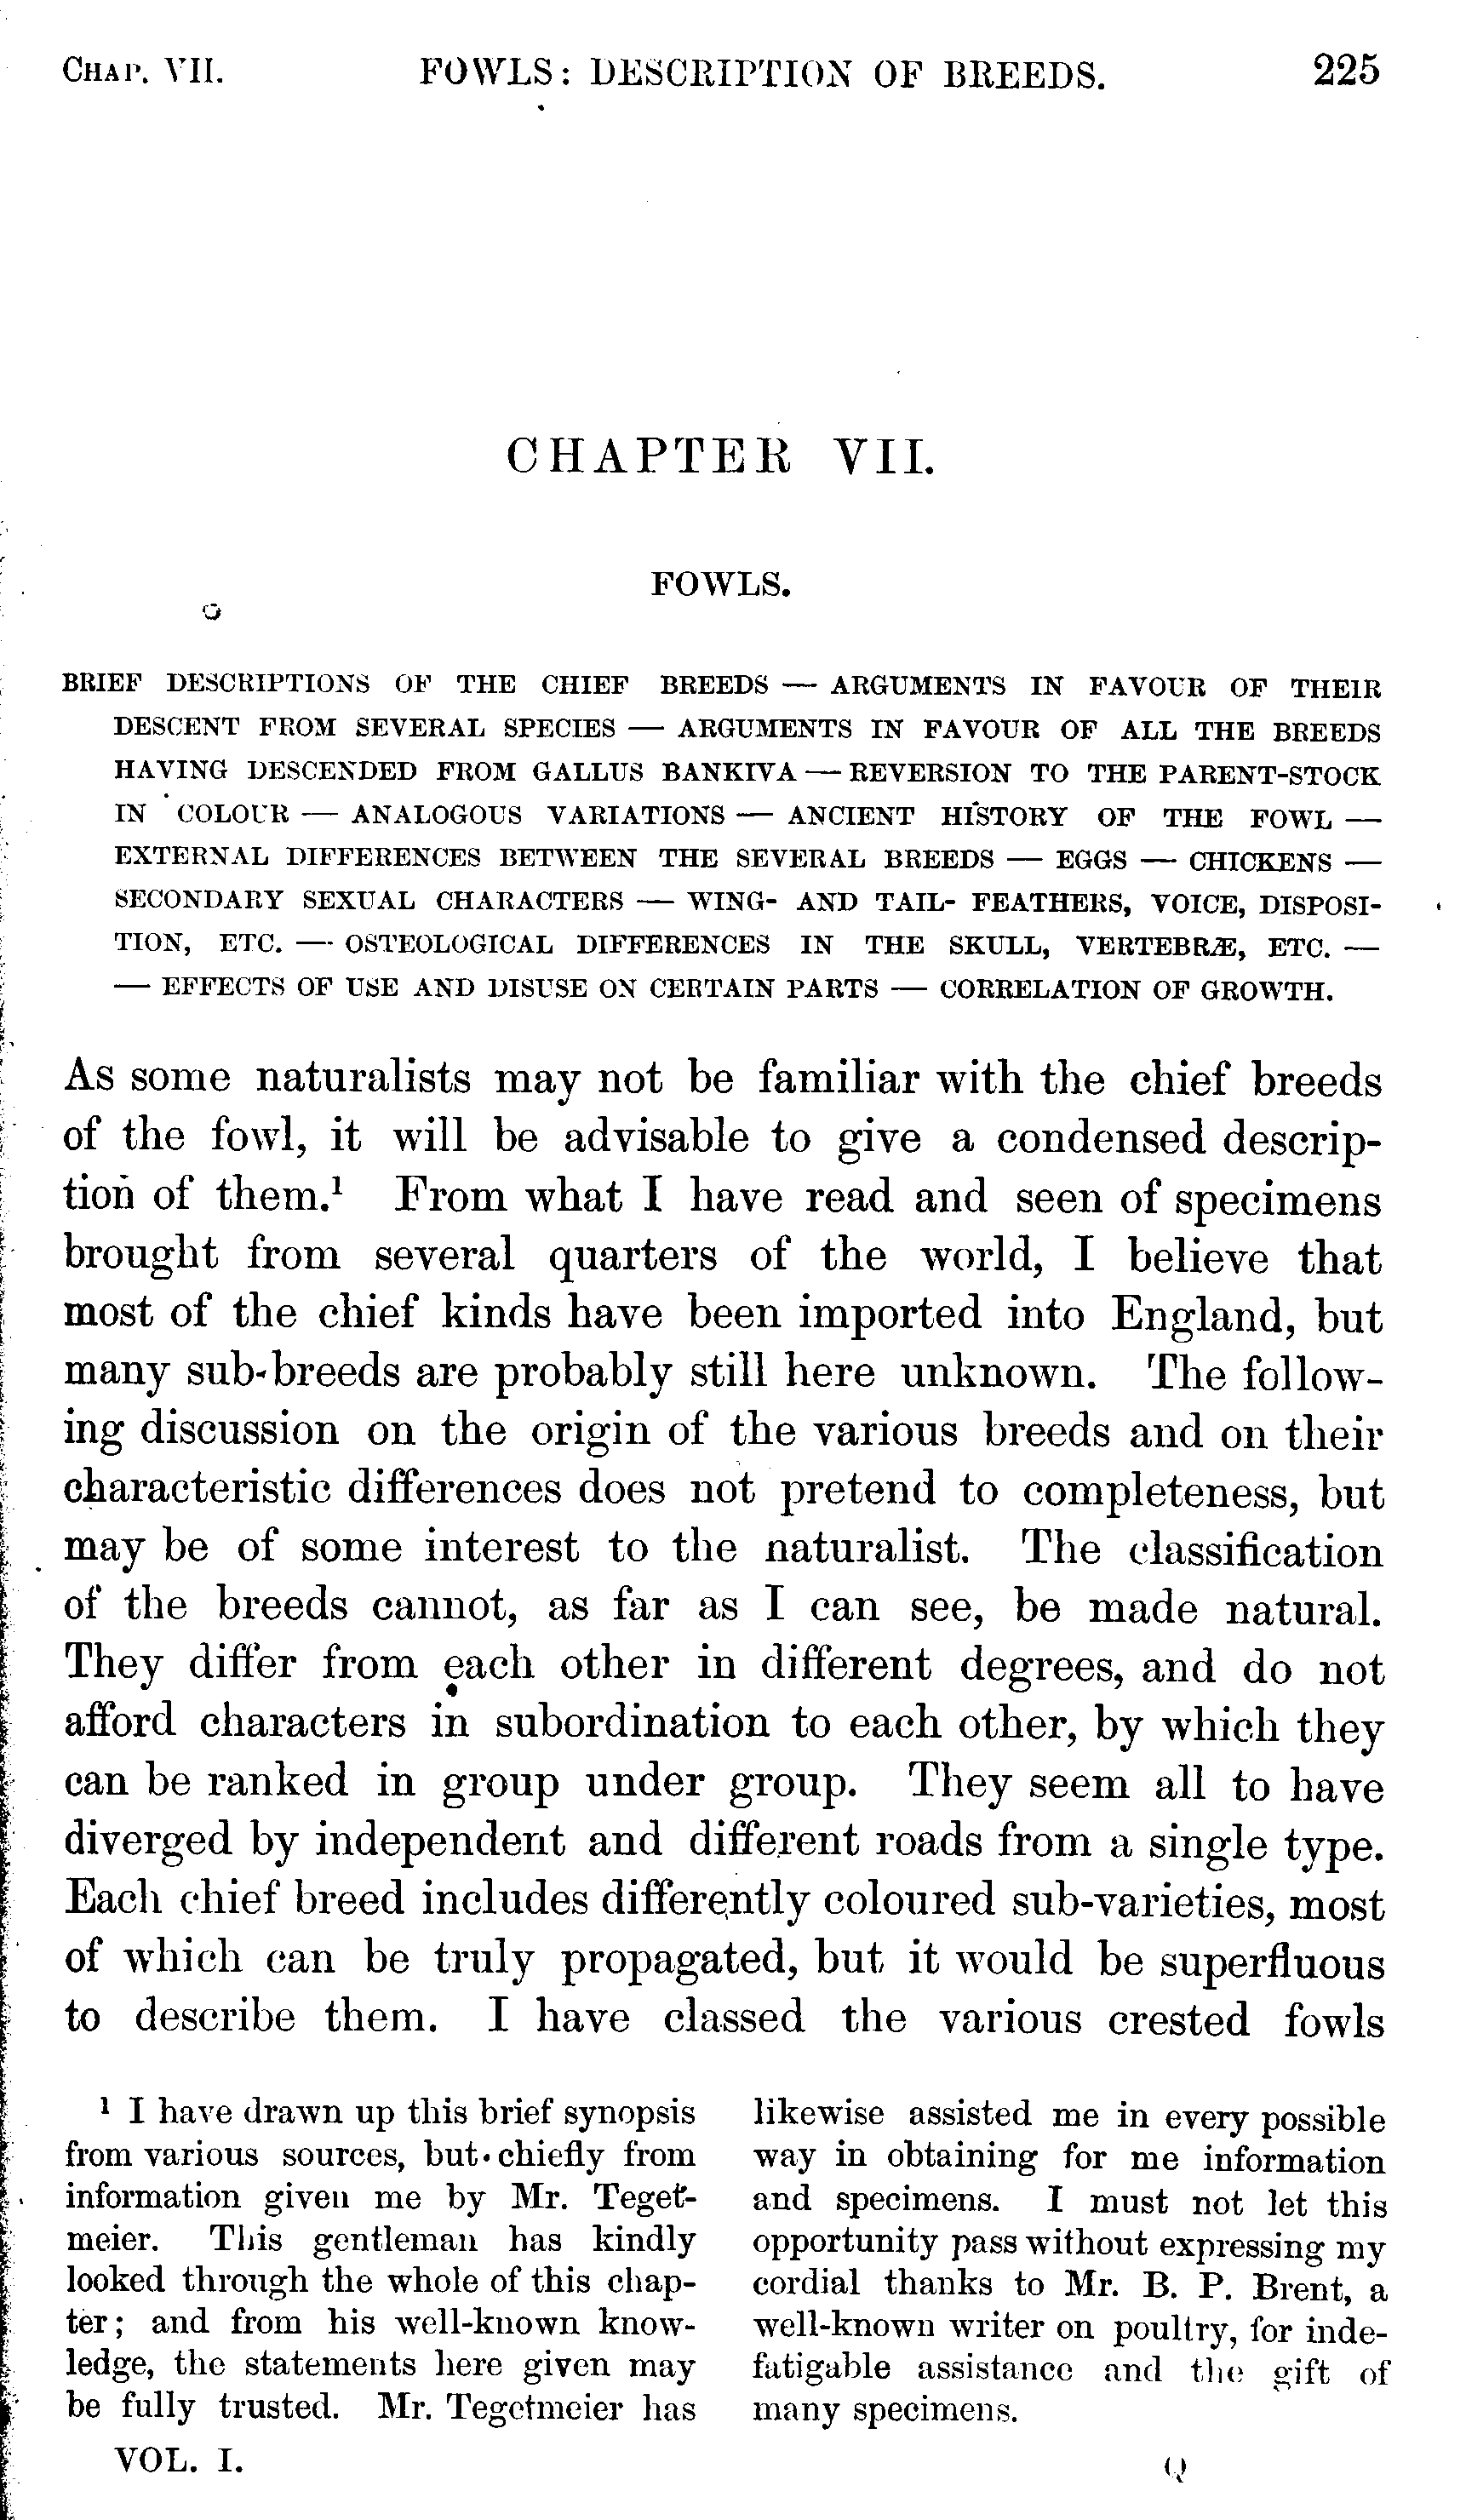 CHAP. VII. FOWLS: DESCRIPTION OF BREEDS. 225
CHAPTER VII.
FOWLS.
BRIEF DESCRIPTIONS OF THE CHIEF BREEDS — ARGUMENTS IN FAVOUR OF THEIR
DESCENT FROM SEVERAL SPECIES — ARGUMENTS IN FAVOUR OF ALL THE BREEDS
HAVING DESCENDED FROM GALLUS BANKIVA — REVERSION TO THE PARENT-STOCK
IN COLOUR — ANALOGOUS VARIATIONS — ANCIENT HISTORY OF THE FOWL —
EXTERNAL DIFFERENCES BETWEEN THE SEVERAL BREEDS — EGGS — CHICKENS —
SECONDARY SEXUAL CHARACTERS — WING- AND TAIL- FEATHERS, VOICE, DISPOSI-
TION, ETC. — OSTEOLOGICAL DIFFERENCES IN THE SKULL, VERTEBRÆ, ETC. —
— EFFECTS OF USE AND DISUSE ON CERTAIN PARTS — CORRELATION OF GROWTH.
As some naturalists may not be familiar with the chief breeds
of the fowl, it will be advisable to give a condensed descrip-
tion of them.¹ From what I have read and seen of specimens
brought from several quarters of the world, I believe that
most of the chief kinds have been imported into England, but
many sub-breeds are probably still here unknown. The follow-
ing discussion on the origin of the various breeds and on their
characteristic differences does not pretend to completeness, but
may be of some interest to the naturalist. The classification
of the breeds cannot, as far as I can see, be made natural.
They differ from each other in different degrees, and do not
afford characters in subordination to each other, by which they
can be ranked in group under group. They seem all to have
diverged by independent and different roads from a single type.
Each chief breed includes differently coloured sub-varieties, most
of which can be truly propagated, but it would be superfluous
to describe them. I have classed the various crested fowls
¹ I have drawn up this brief synopsis
from various sources, but chiefly from
information given me by Mr. Teget-
meier. This gentleman has kindly
looked through the whole of this chap-
ter; and from his well-known know-
ledge, the statements here given may
be fully trusted. Mr. Tegetmeier has
likewise assisted me in every possible
way in obtaining for me information
and specimens. I must not let this
opportunity pass without expressing my
cordial thanks to Mr. B. P. Brent, a
well-known writer on poultry, for inde-
fatigable assistance and the gift of
many specimens.
VOL. I. Q